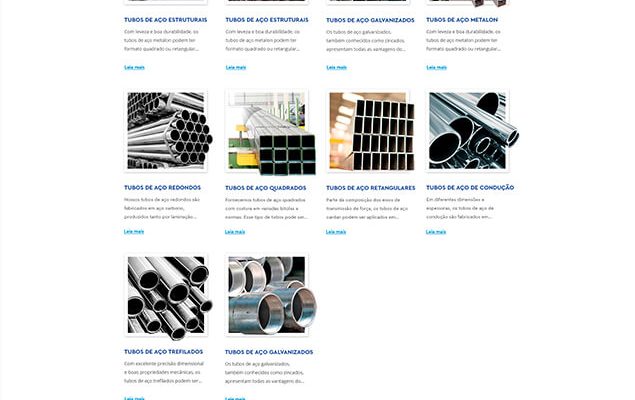 TUBOS DE AÇO ESTRUTURAIS
Com leveza e boa durabilidade, os
tubos de aço metalon podem ter
formato quadrado ou retangular...
Leia mais
TUBOS DE AÇO ESTRUTURAIS
Com leveza e boa durabilidade, os
tubos de aço metalon podem ter
formato quadrado ou retangular...
Leia mais
TUBOS DE AÇO GALVANIZADOS
Os tubos de aço galvanizados,
também conhecidos como zincados,
apresentam todas as vantagens do...
Leia mais
TUBOS DE AÇO METALON
Com leveza e boa durabilidade, os
tubos de aço metalon podem ter
formato quadrado ou retangular...
Leia mais
TUBOS DE AÇO REDONDOS
Nossos tubos de aço redondos são
fabricados em aço carbono,
produzidos tanto por laminação...
Leia mais
TUBOS DE AÇO QUADRADOS
Fornecemos tubos de aço quadrados
com costura em variadas bitolas e
normas. Esse tipo de tubos pode ser...
Leia mais
TUBOS DE AÇO RETANGULARES
Parte da composição dos eixos de
transmissão de força, os tubos de aço
cardan podem ser aplicados em...
Leia mais
TUBOS DE AÇO DE CONDUÇÃO
Em diferentes dimensões e
espessuras, os tubos de aço de
condução são fabricados em...
Leia mais
TUBOS DE AÇO TREFILADOS
Com excelente precisão dimensional
e boas propriedades mecânicas, os
tubos de aço trefilados podem ser...
Leia mais
TUBOS DE AÇO GALVANIZADOS
Os tubos de aço galvanizados,
também conhecidos como zincados,
apresentam todas as vantagens do...
Leia mais